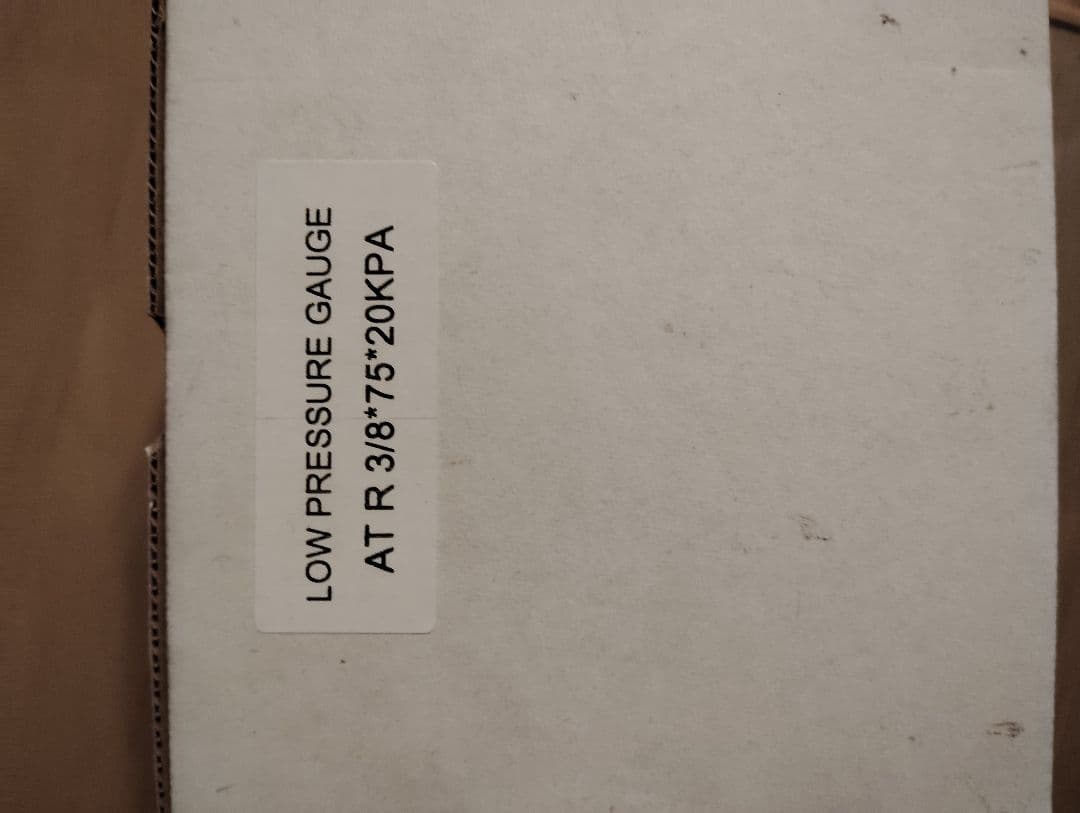 LOW PRESSURE GAUGE
AT R 3/8*75*20KPA